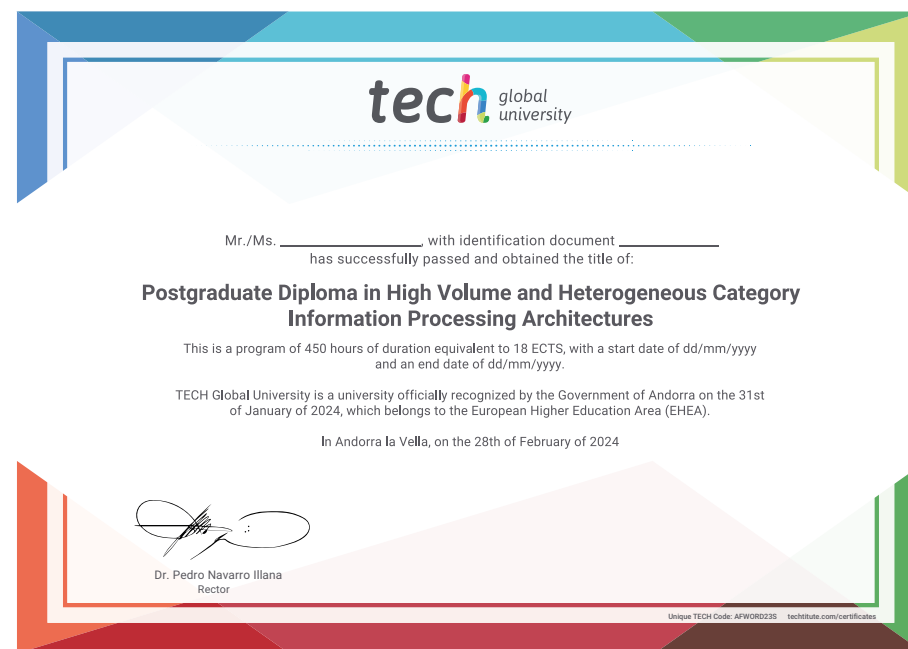 tech global
university
Mr./Ms. ____________, with identification document ____________
has successfully passed and obtained the title of:
Postgraduate Diploma in High Volume and Heterogeneous Category
Information Processing Architectures
This is a program of 450 hours of duration equivalent to 18 ECTS, with a start date of dd/mm/yyyy
and an end date of dd/mm/yyyy.
TECH Global University is a university officially recognized by the Government of Andorra on the 31st
of January of 2024, which belongs to the European Higher Education Area (EHEA).
In Andorra la Vella, on the 28th of February of 2024
Dr. Pedro Navarro Illana
Rector
Unique TECH Code: AFWORD23S techtitute.com/certificates